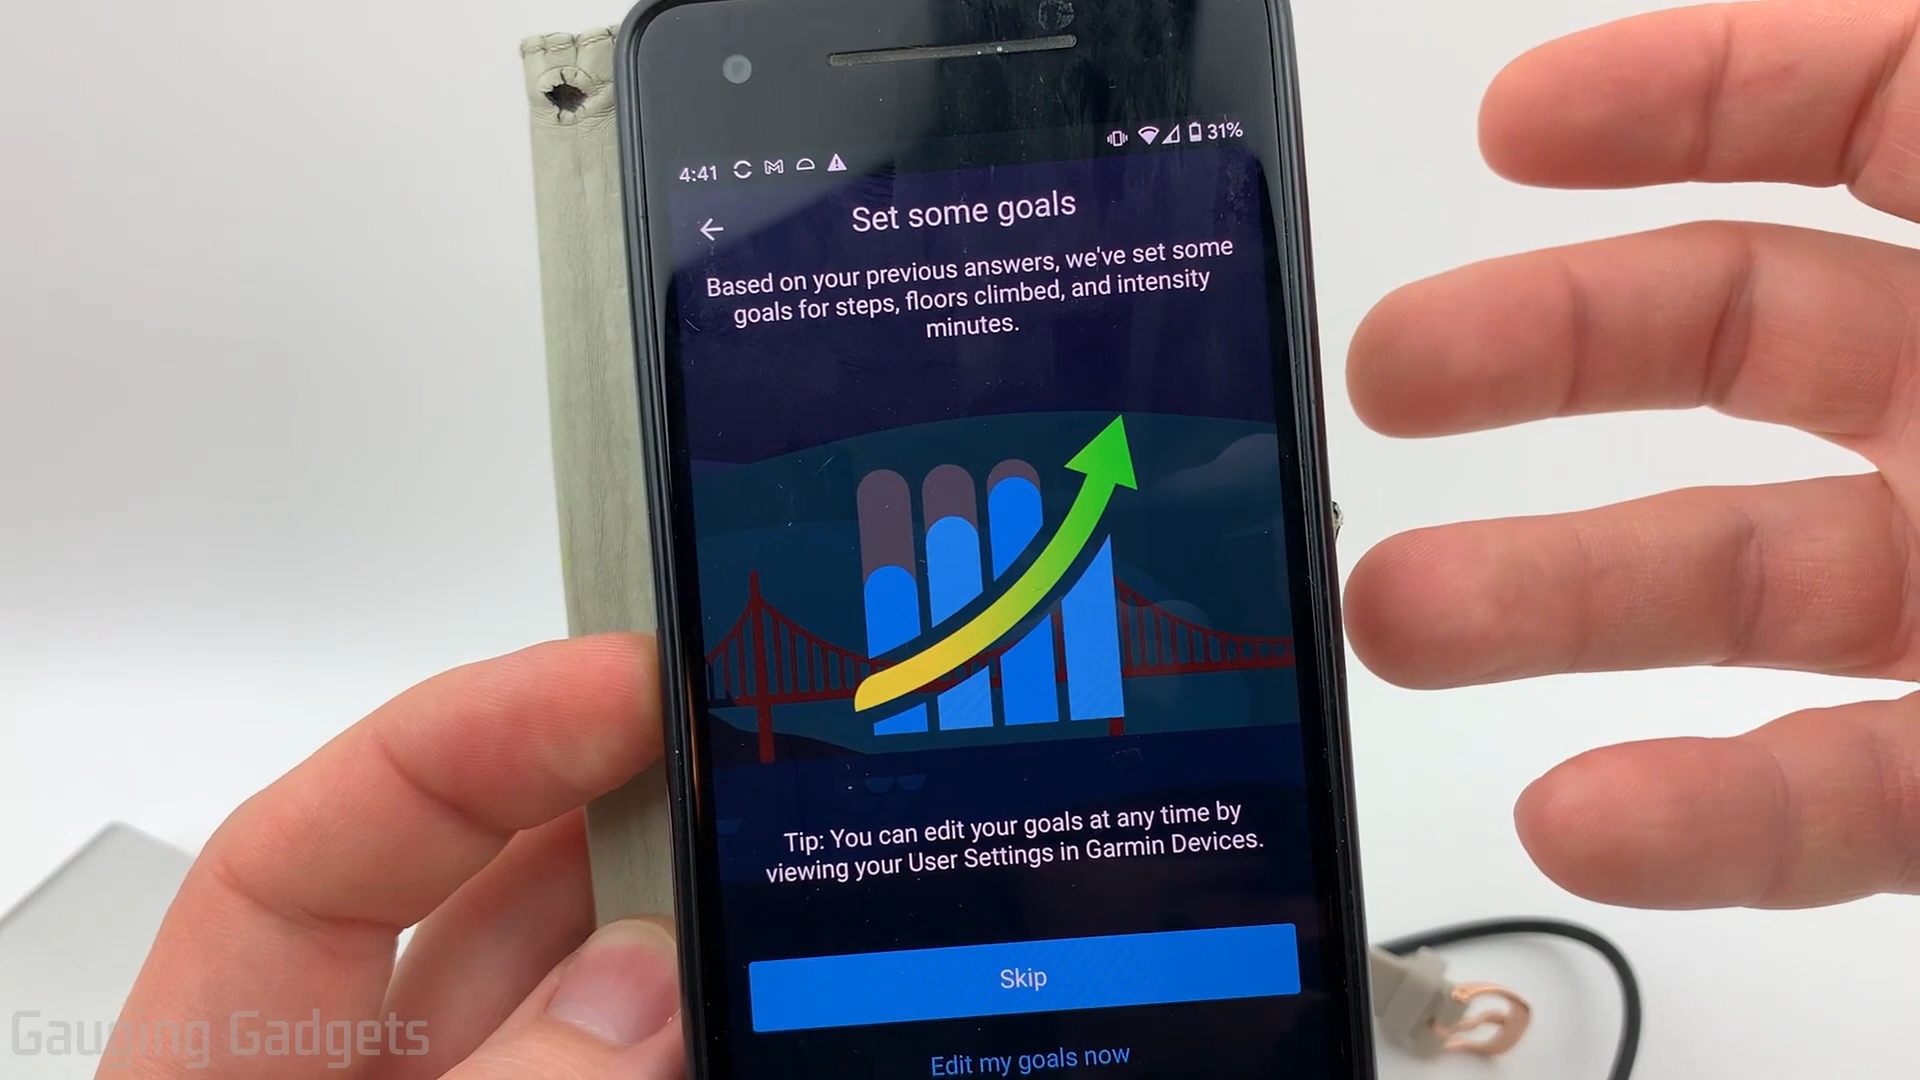 4:41
31%
Set some goals
Based on your previous answers, we've set some
goals for steps, floors climbed, and intensity
minutes.
Tip: You can edit your goals at any time by
viewing your User Settings in Garmin Devices.
Skip
Edit my goals now
Gauging Gadgets